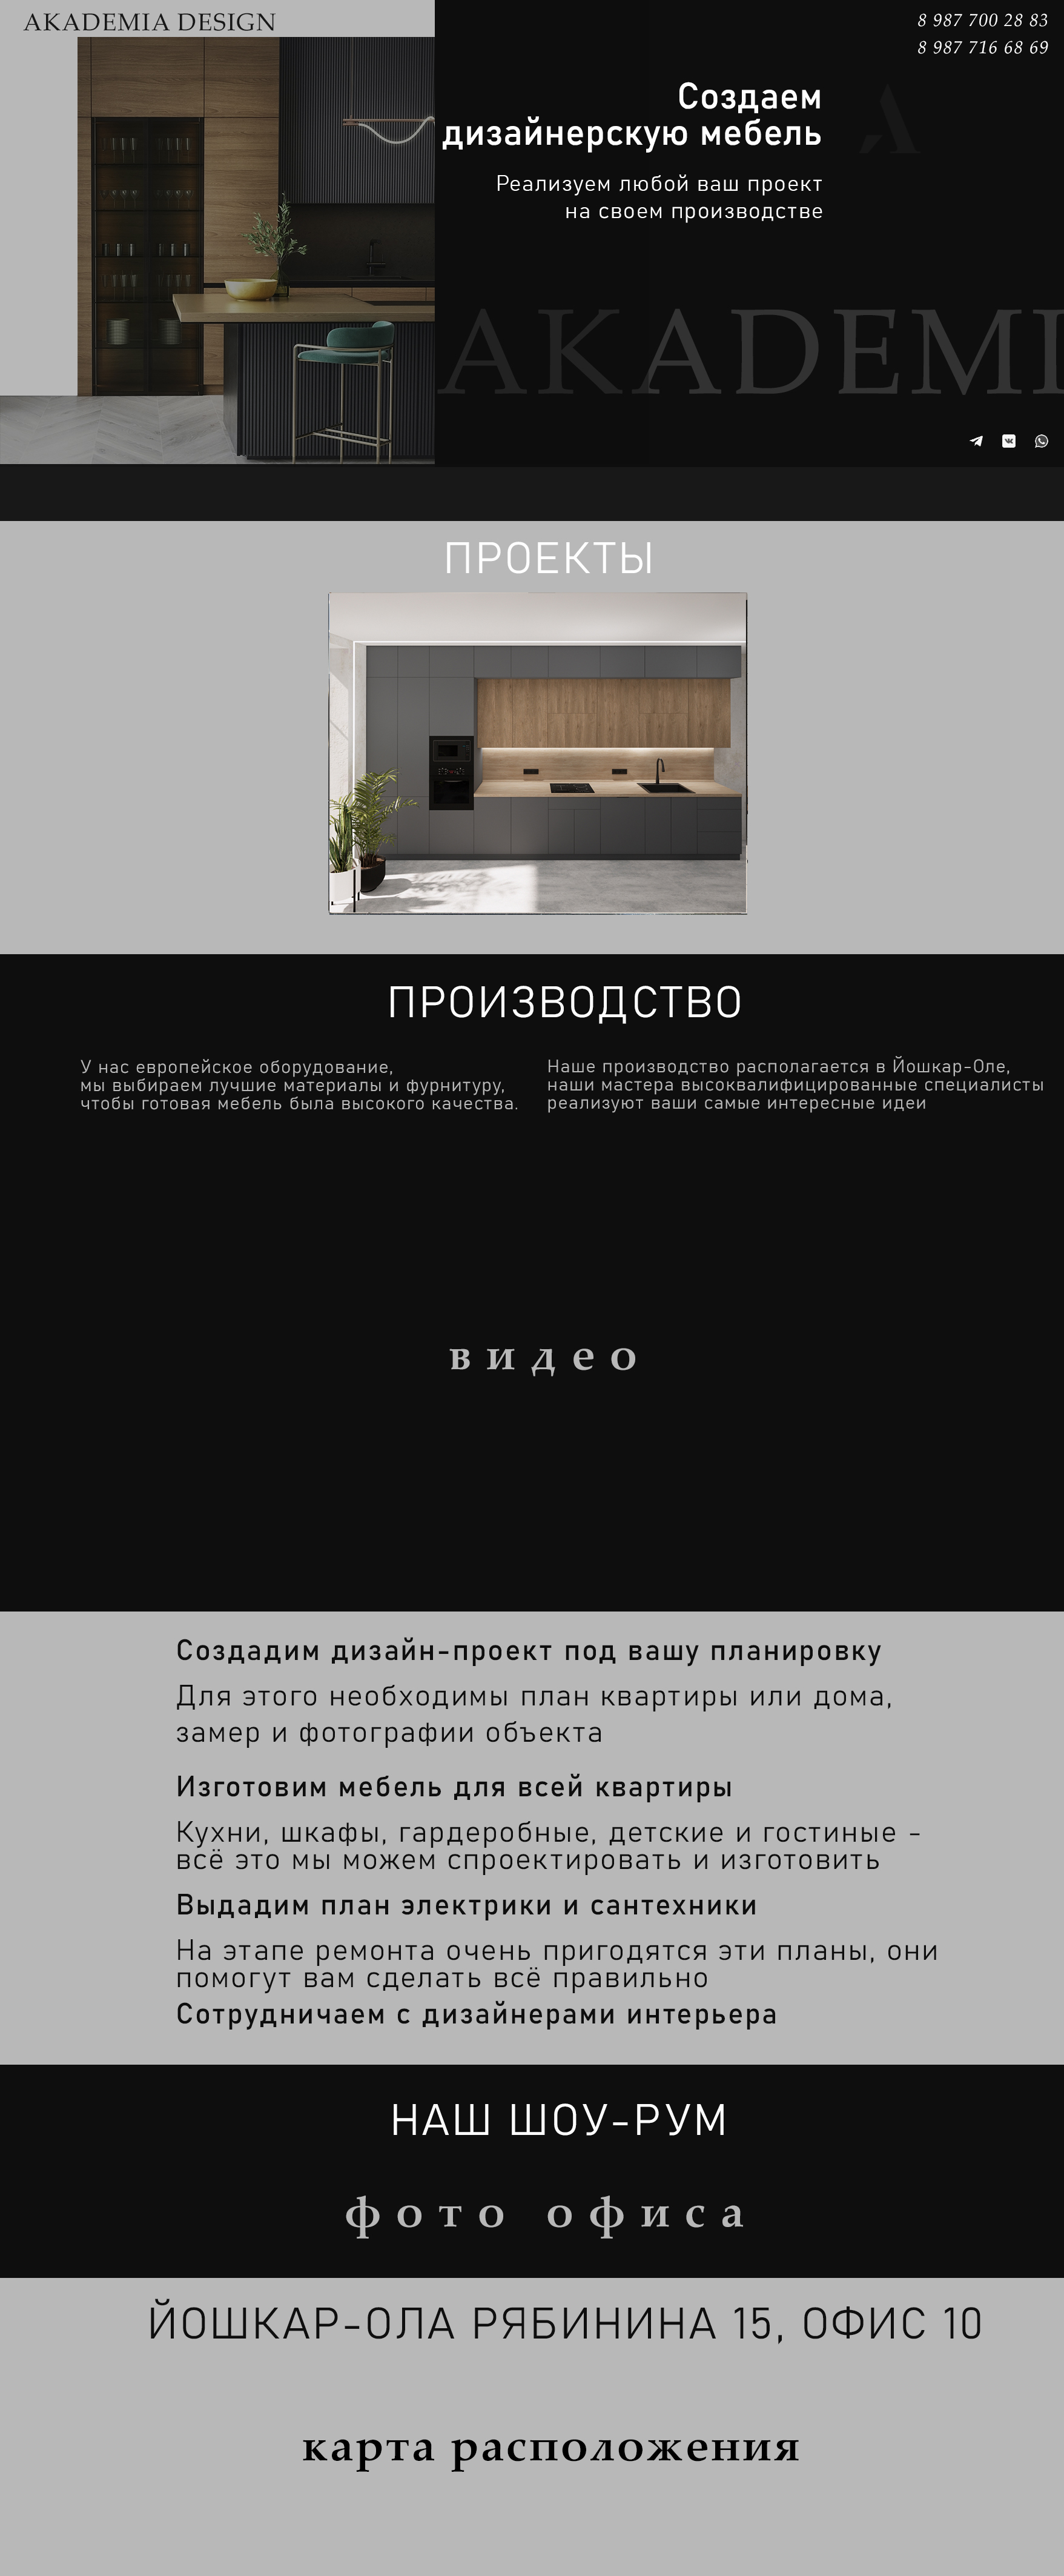 AKADEMIA DESIGN
8 987 700 28 83
8 987 716 68 69
Создаем
дизайнерскую мебель
Реализуем любой ваш проект
на своем производстве
A
AKADEMI
ПРОЕКТЫ
ПРОИЗВОДСТВО
У нас европейское оборудование,
мы выбираем лучшие материалы и фурнитуру,
чтобы готовая мебель была высокого качества.
Наше производство располагается в Йошкар-Оле,
наши мастера высоквалифицированные специалисты
реализуют ваши самые интересные идеи
видео
Создадим дизайн-проект под вашу планировку
Для этого необходимы план квартиры или дома,
замер и фотографии объекта
Изготовим мебель для всей квартиры
Кухни, шкафы, гардеробные, детские и гостиные -
всё это мы можем спроектировать и изготовить
Выдадим план электрики и сантехники
На этапе ремонта очень пригодятся эти планы, они
помогут вам сделать всё правильно
Сотрудничаем с дизайнерами интерьера
НАШ ШОУ-РУМ
фото офиса
ЙОШКАР-ОЛА РЯБИНИНА 15, ОФИС 10
карта расположения